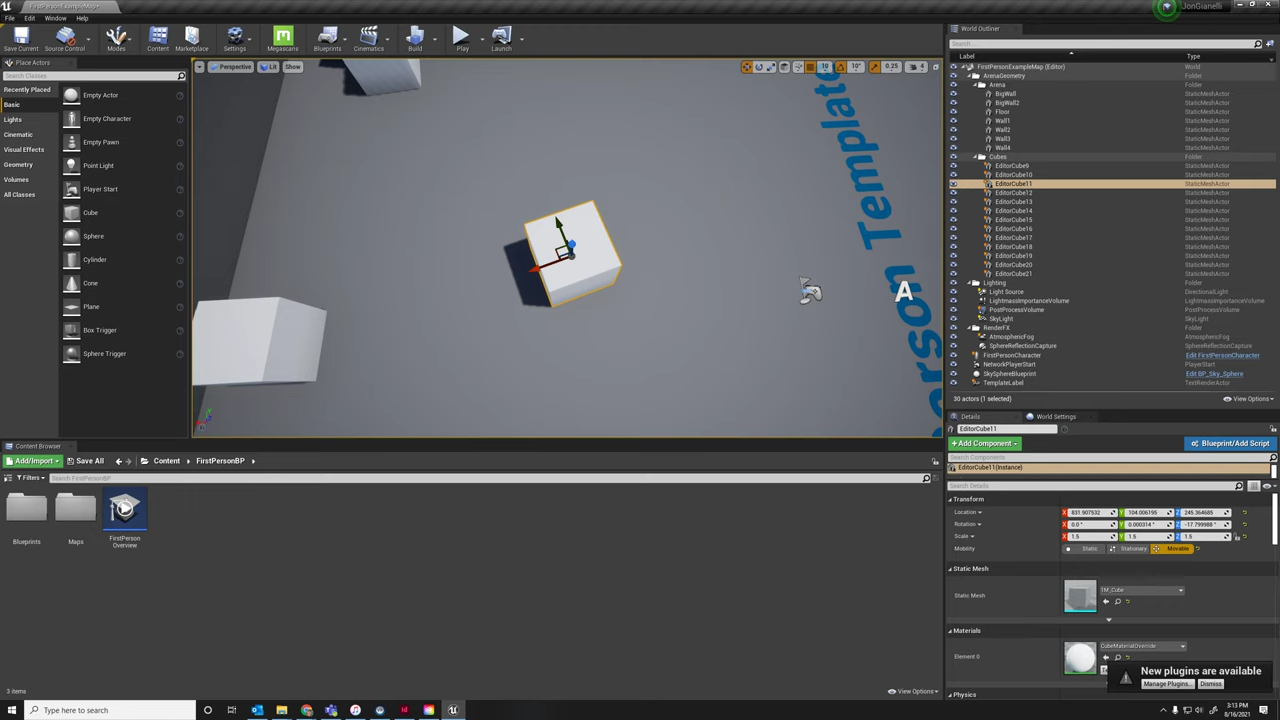 FirstPersonExampleMap
JonGianelli
File Edit Window Help
Save Current Source Control Modes Content Marketplace Settings Megascans Blueprints Cinematics Build Play Launch
Place Actors
Search Classes
Recently Placed
Basic
Lights
Cinematic
Visual Effects
Geometry
Volumes
All Classes
Empty Actor
Empty Character
Empty Pawn
Point Light
Player Start
Cube
Sphere
Cylinder
Cone
Plane
Box Trigger
Sphere Trigger
Perspective Lit Show
10 10° 0.25 4
Template
erson
A
World Outliner
Search...
Label Type
FirstPersonExampleMap (Editor) World
ArenaGeometry Folder
Arena Folder
BigWall StaticMeshActor
BigWall2 StaticMeshActor
Floor StaticMeshActor
Wall1 StaticMeshActor
Wall2 StaticMeshActor
Wall3 StaticMeshActor
Wall4 StaticMeshActor
Cubes Folder
EditorCube9 StaticMeshActor
EditorCube10 StaticMeshActor
EditorCube11 StaticMeshActor
EditorCube12 StaticMeshActor
EditorCube13 StaticMeshActor
EditorCube14 StaticMeshActor
EditorCube15 StaticMeshActor
EditorCube16 StaticMeshActor
EditorCube17 StaticMeshActor
EditorCube18 StaticMeshActor
EditorCube19 StaticMeshActor
EditorCube20 StaticMeshActor
EditorCube21 StaticMeshActor
Lighting Folder
Light Source DirectionalLight
LightmassImportanceVolume LightmassImportanceV
PostProcessVolume PostProcessVolume
SkyLight SkyLight
RenderFX Folder
AtmosphericFog AtmosphericFog
SphereReflectionCapture SphereReflectionCapture
FirstPersonCharacter Edit FirstPersonCharacter
NetworkPlayerStart PlayerStart
SkySphereBlueprint Edit BP_Sky_Sphere
TemplateLabel TextRenderActor
30 actors (1 selected) View Options
Details World Settings
EditorCube11
+Add Component Blueprint/Add Script
Search Components
EditorCube11(Instance)
Search Details
Transform
Location X 831.907532 Y 104.006195 Z 245.364685
Rotation X 0.0° Y 0.000314° Z -17.799988°
Scale X 1.5 Y 1.5 Z 1.5
Mobility Static Stationary Movable
Static Mesh
Static Mesh 1M_Cube
Materials
Element 0 CubeMaterialOverride
Physics
New plugins are available
Manage Plugins... Dismiss
Content Browser
Add/Import Save All Content FirstPersonBP
Filters Search FirstPersonBP
Blueprints
Maps
FirstPerson
Overview
3 items View Options
Type here to search
3:13 PM
8/16/2021